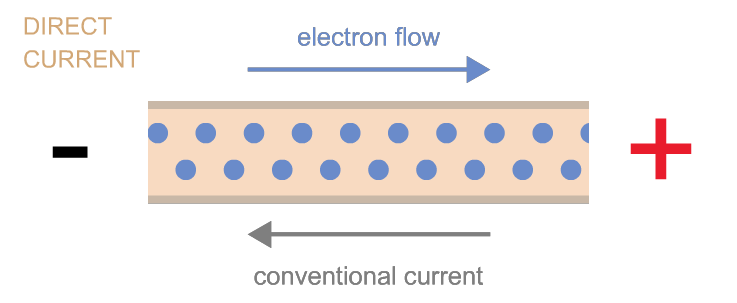 DIRECT
CURRENT
electron flow
-
+
conventional current